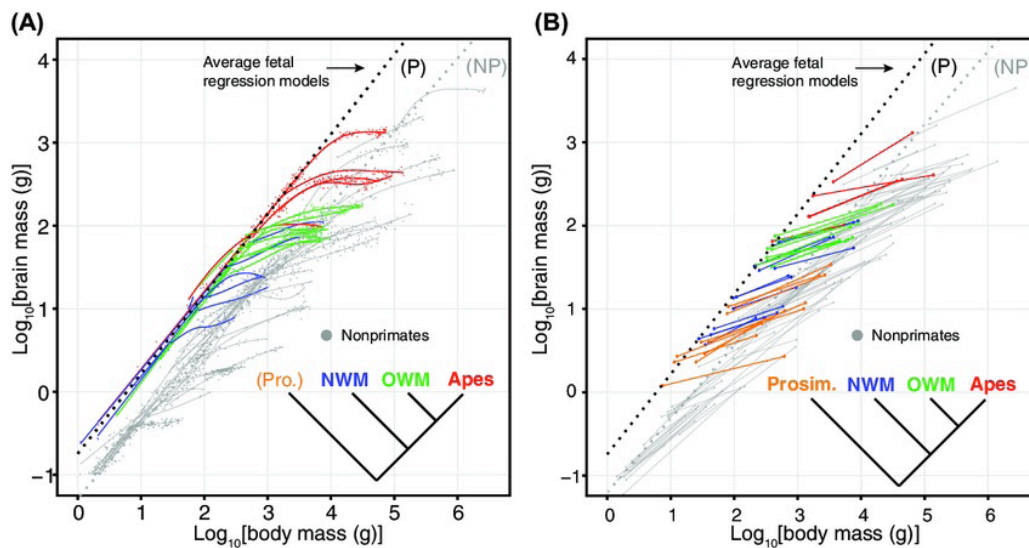 (A)
Average fetal
regression models
(P)
(NP)
Log10[brain mass (g)]
4
3
2
1
0
−1
Nonprimates
(Pro.) NWM OWM Apes
0 1 2 3 4 5 6
Log10[body mass (g)]
(B)
Average fetal
regression models
(P)
(NP
Log10[brain mass (g)]
4
3
2
1
0
−1
Nonprimates
Prosim. NWM OWM Apes
0 1 2 3 4 5 6
Log10[body mass (g)]